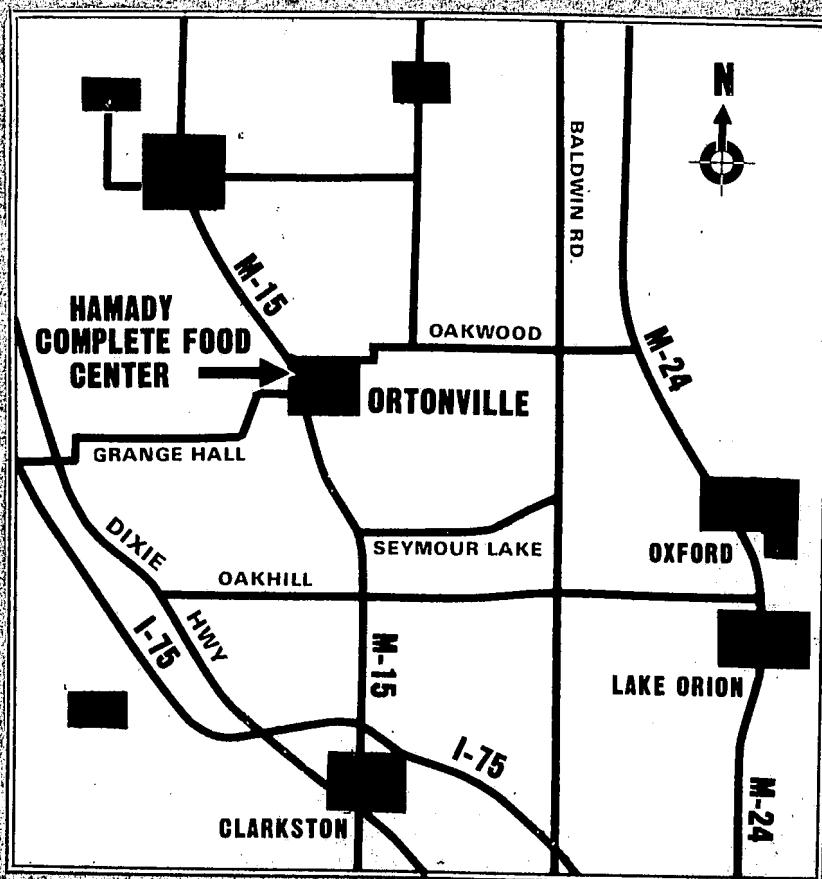 N
BALDWIN RD.
M-15
HAMADY
COMPLETE FOOD
CENTER
OAKWOOD
M-24
ORTONVILLE
GRANGE HALL
DIXIE
HWY
SEYMOUR LAKE
OXFORD
OAKHILL
I-75
M-15
LAKE ORION
I-75
M-24
CLARKSTON